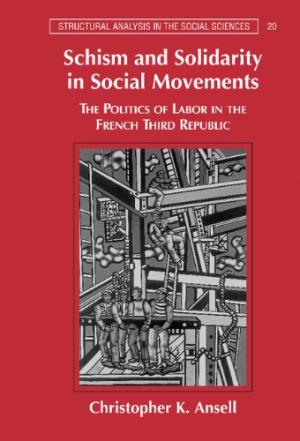 STRUCTURAL ANALYSIS IN THE SOCIAL SCIENCES 20
Schism and Solidarity
in Social Movements
THE POLITICS OF LABOR IN THE
FRENCH THIRD REPUBLIC
Christopher K. Ansell